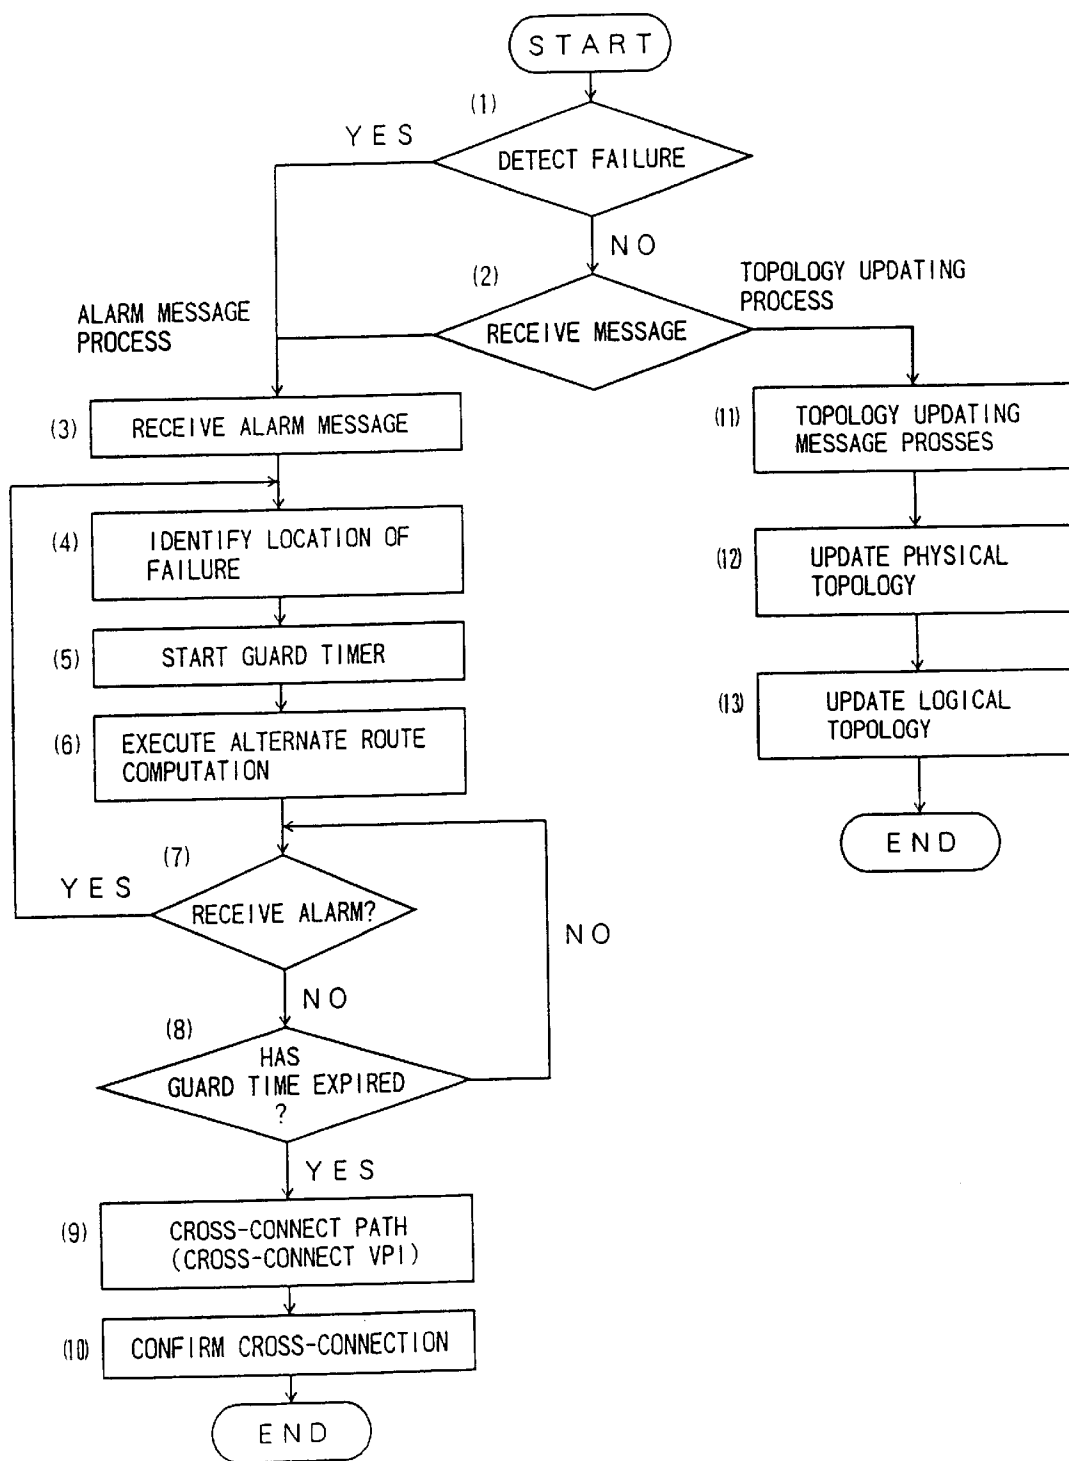 START
(1)
YES
DETECT FAILURE
NO
(2)
TOPOLOGY UPDATING
PROCESS
ALARM MESSAGE
PROCESS
RECEIVE MESSAGE
(3)
RECEIVE ALARM MESSAGE
(11)
TOPOLOGY UPDATING
MESSAGE PROSSES
(4)
IDENTIFY LOCATION OF
FAILURE
(12)
UPDATE PHYSICAL
TOPOLOGY
(5)
START GUARD TIMER
(13)
UPDATE LOGICAL
TOPOLOGY
(6)
EXECUTE ALTERNATE ROUTE
COMPUTATION
END
(7)
YES
RECEIVE ALARM?
NO
NO
(8)
HAS
GUARD TIME EXPIRED
?
YES
(9)
CROSS-CONNECT PATH
(CROSS-CONNECT VPI)
(10)
CONFIRM CROSS-CONNECTION
END